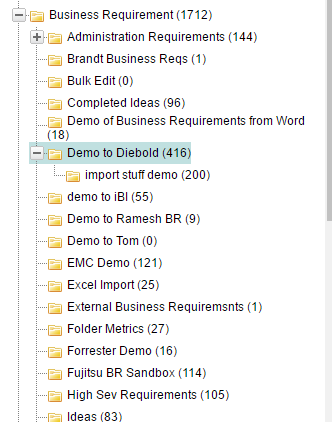 Business Requirement (1712)
Administration Requirements (144)
Brandt Business Reqs (1)
Bulk Edit (0)
Completed Ideas (96)
Demo of Business Requirements from Word
(18)
Demo to Diebold (416)
import stuff demo (200)
demo to iBI (55)
Demo to Ramesh BR (9)
Demo to Tom (0)
EMC Demo (121)
Excel Import (25)
External Business Requiremsnts (1)
Folder Metrics (27)
Forrester Demo (16)
Fujitsu BR Sandbox (114)
High Sev Requirements (105)
Ideas (83)